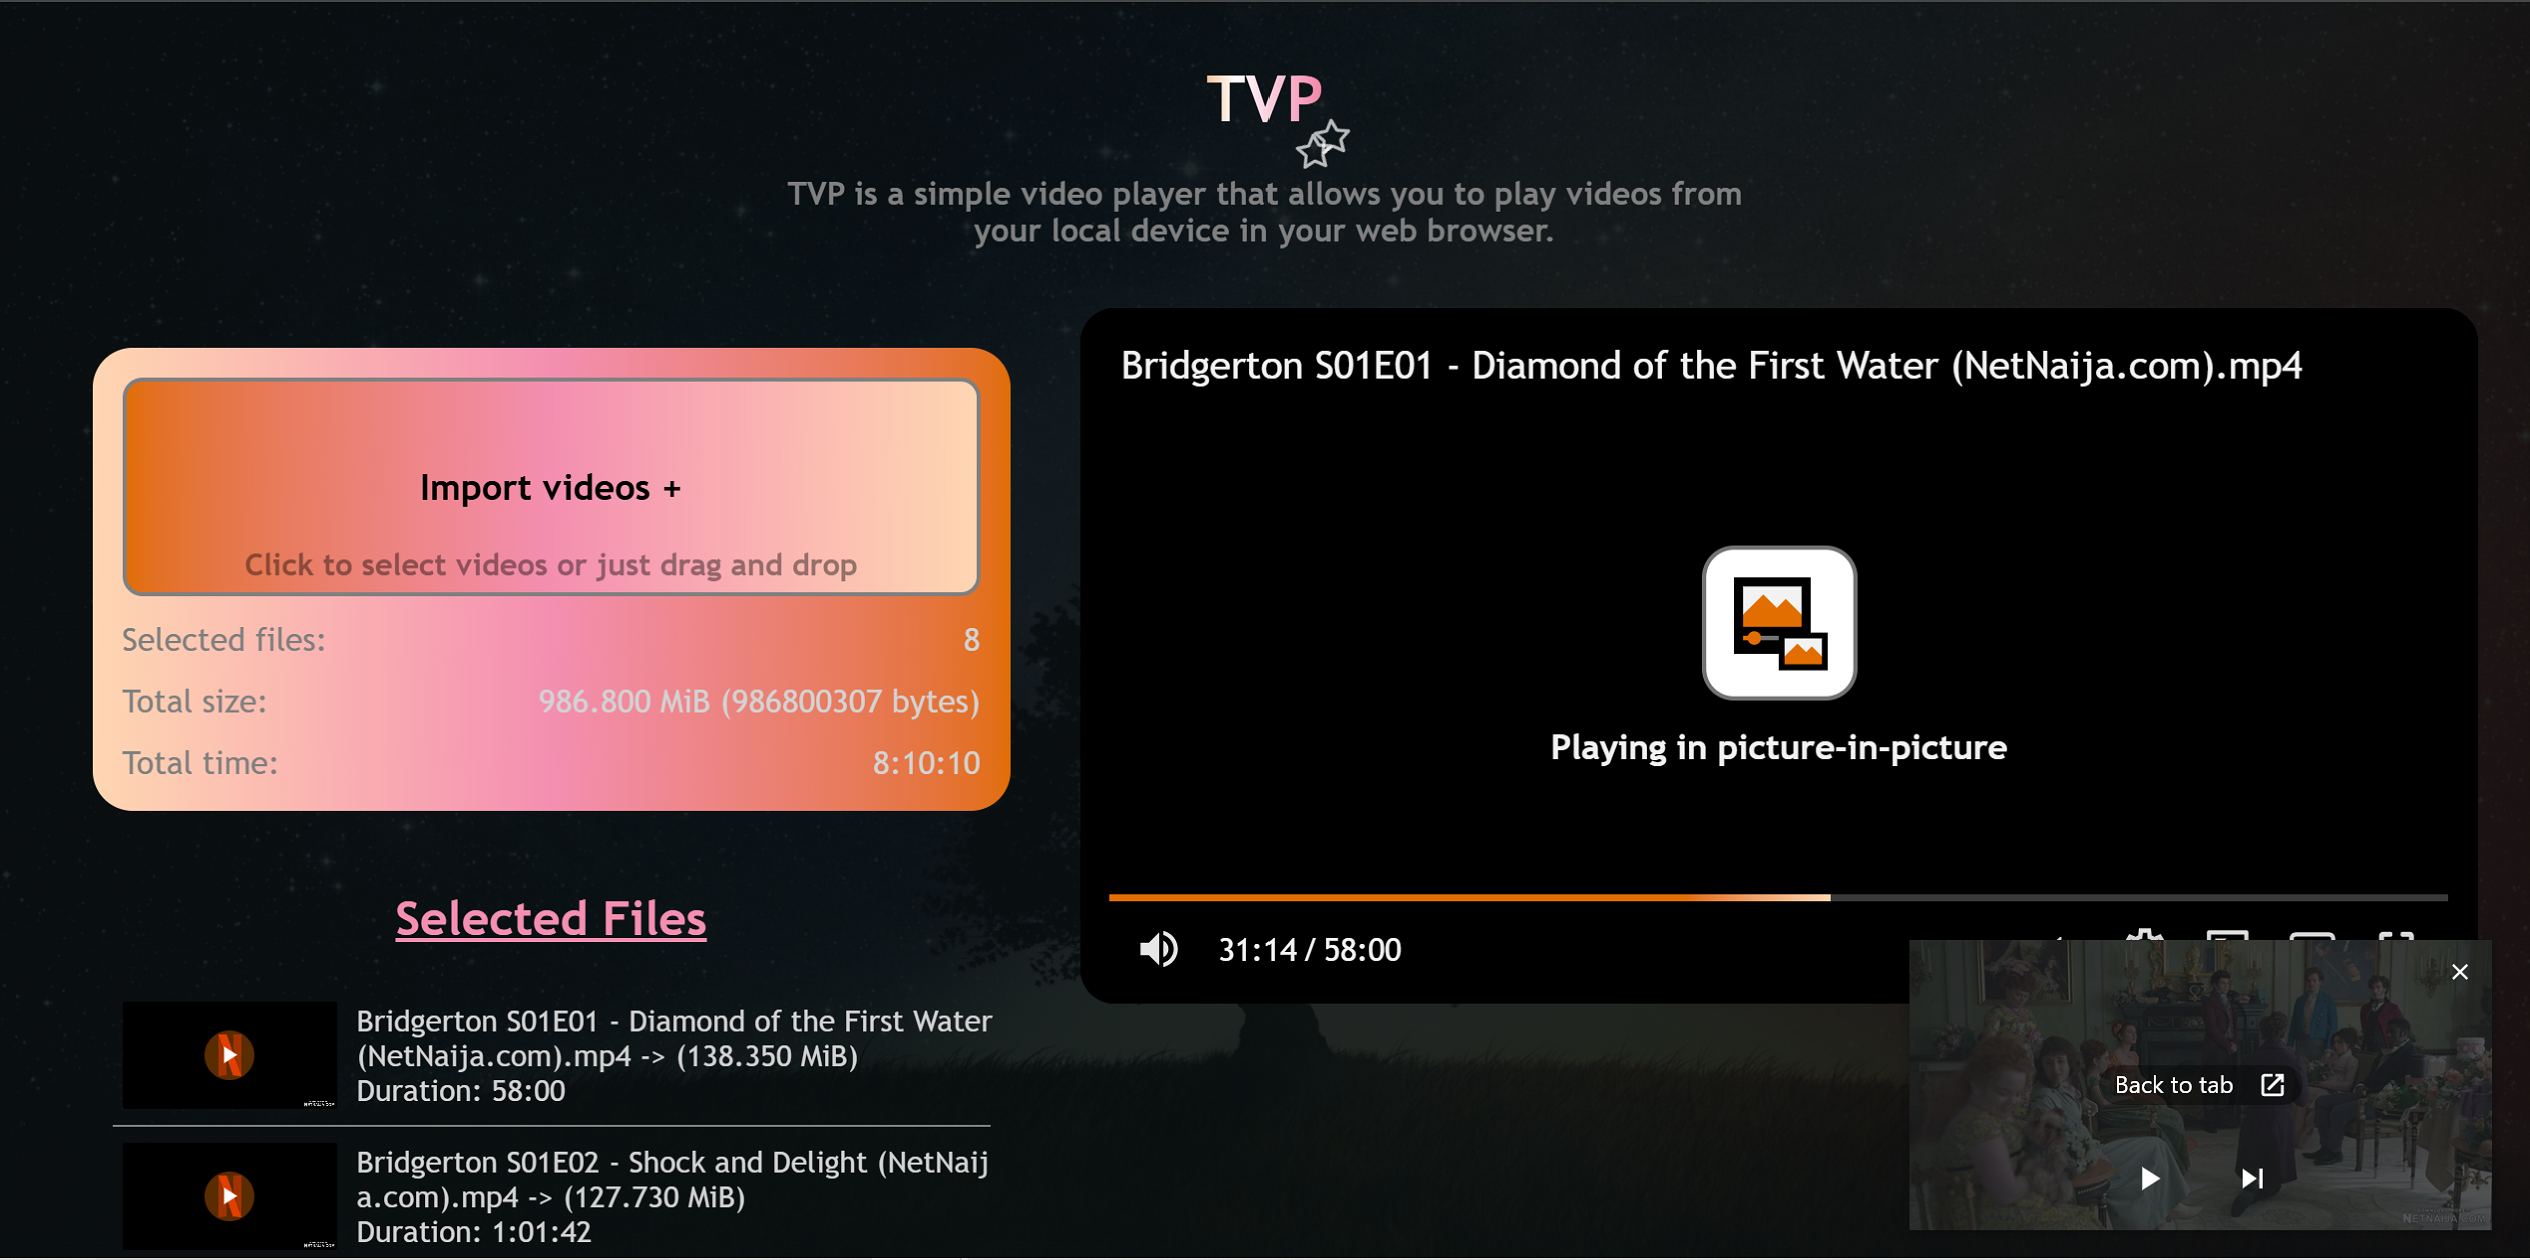 TVP
TVP is a simple video player that allows you to play videos from
your local device in your web browser.
Import videos +
Click to select videos or just drag and drop
Selected files:
8
Total size:
986.800 MiB (986800307 bytes)
Total time:
8:10:10
Selected Files
Bridgerton S01E01 - Diamond of the First Water
(NetNaija.com).mp4 -> (138.350 MiB)
Duration: 58:00
Bridgerton S01E02 - Shock and Delight (NetNaij
a.com).mp4 -> (127.730 MiB)
Duration: 1:01:42
Bridgerton S01E01 - Diamond of the First Water (NetNaija.com).mp4
Playing in picture-in-picture
31:14 / 58:00
Back to tab
NETNAIJA.COM